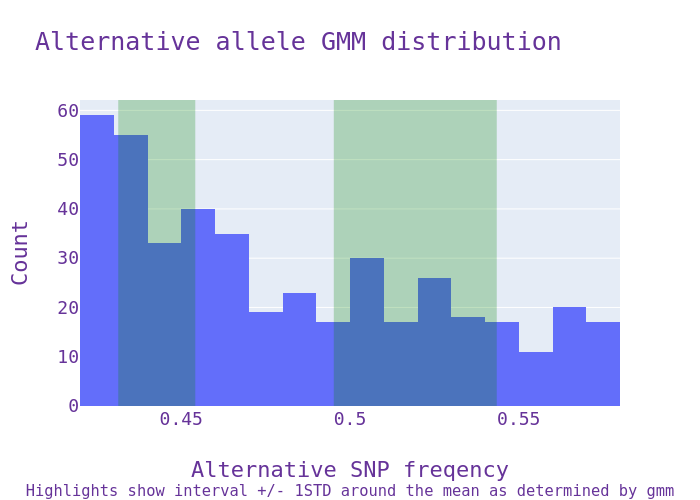 Alternative allele GMM distribution
60
50
40
30
20
10
0
Count
0.45
0.5
0.55
Alternative SNP freqency
Highlights show interval +/- 1STD around the mean as determined by gmm